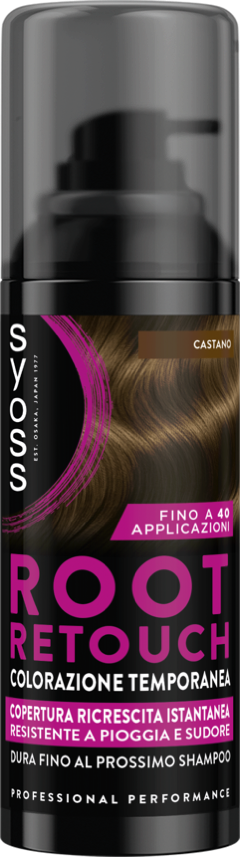 syoss
EST. OSAKA, JAPAN 1977
CASTANO
FINO A 40
APPLICAZIONI
ROOT
RETOUCH
COLORAZIONE TEMPORANEA
COPERTURA RICRESCITA ISTANTANEA
RESISTENTE A PIOGGIA E SUDORE
DURA FINO AL PROSSIMO SHAMPOO
PROFESSIONAL PERFORMANCE